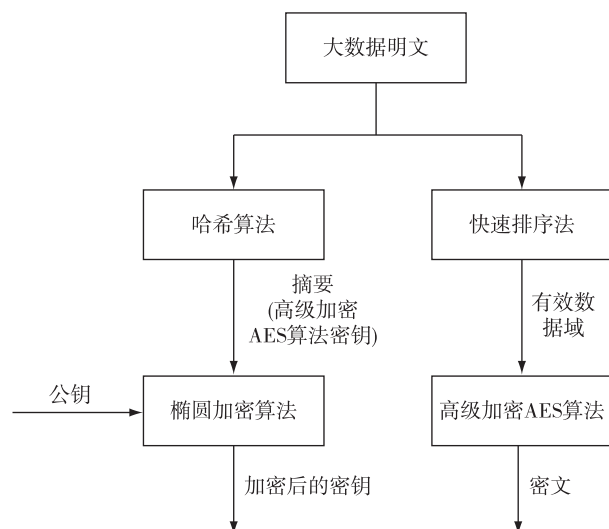 大数据明文
哈希算法
快速排序法
摘要
(高级加密
AES算法密钥)
有效数
据域
公钥
椭圆加密算法
高级加密AES算法
加密后的密钥
密文